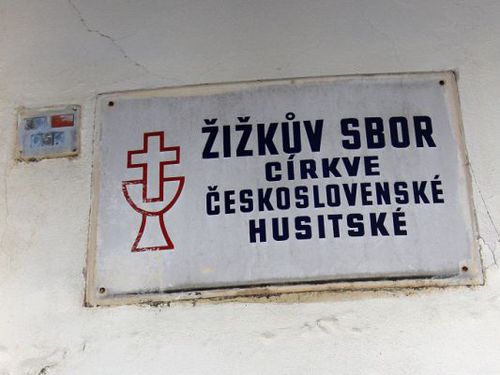 ŽIŽKŮV SBOR
CÍRKVE
ČESKOSLOVENSKÉ
HUSITSKÉ